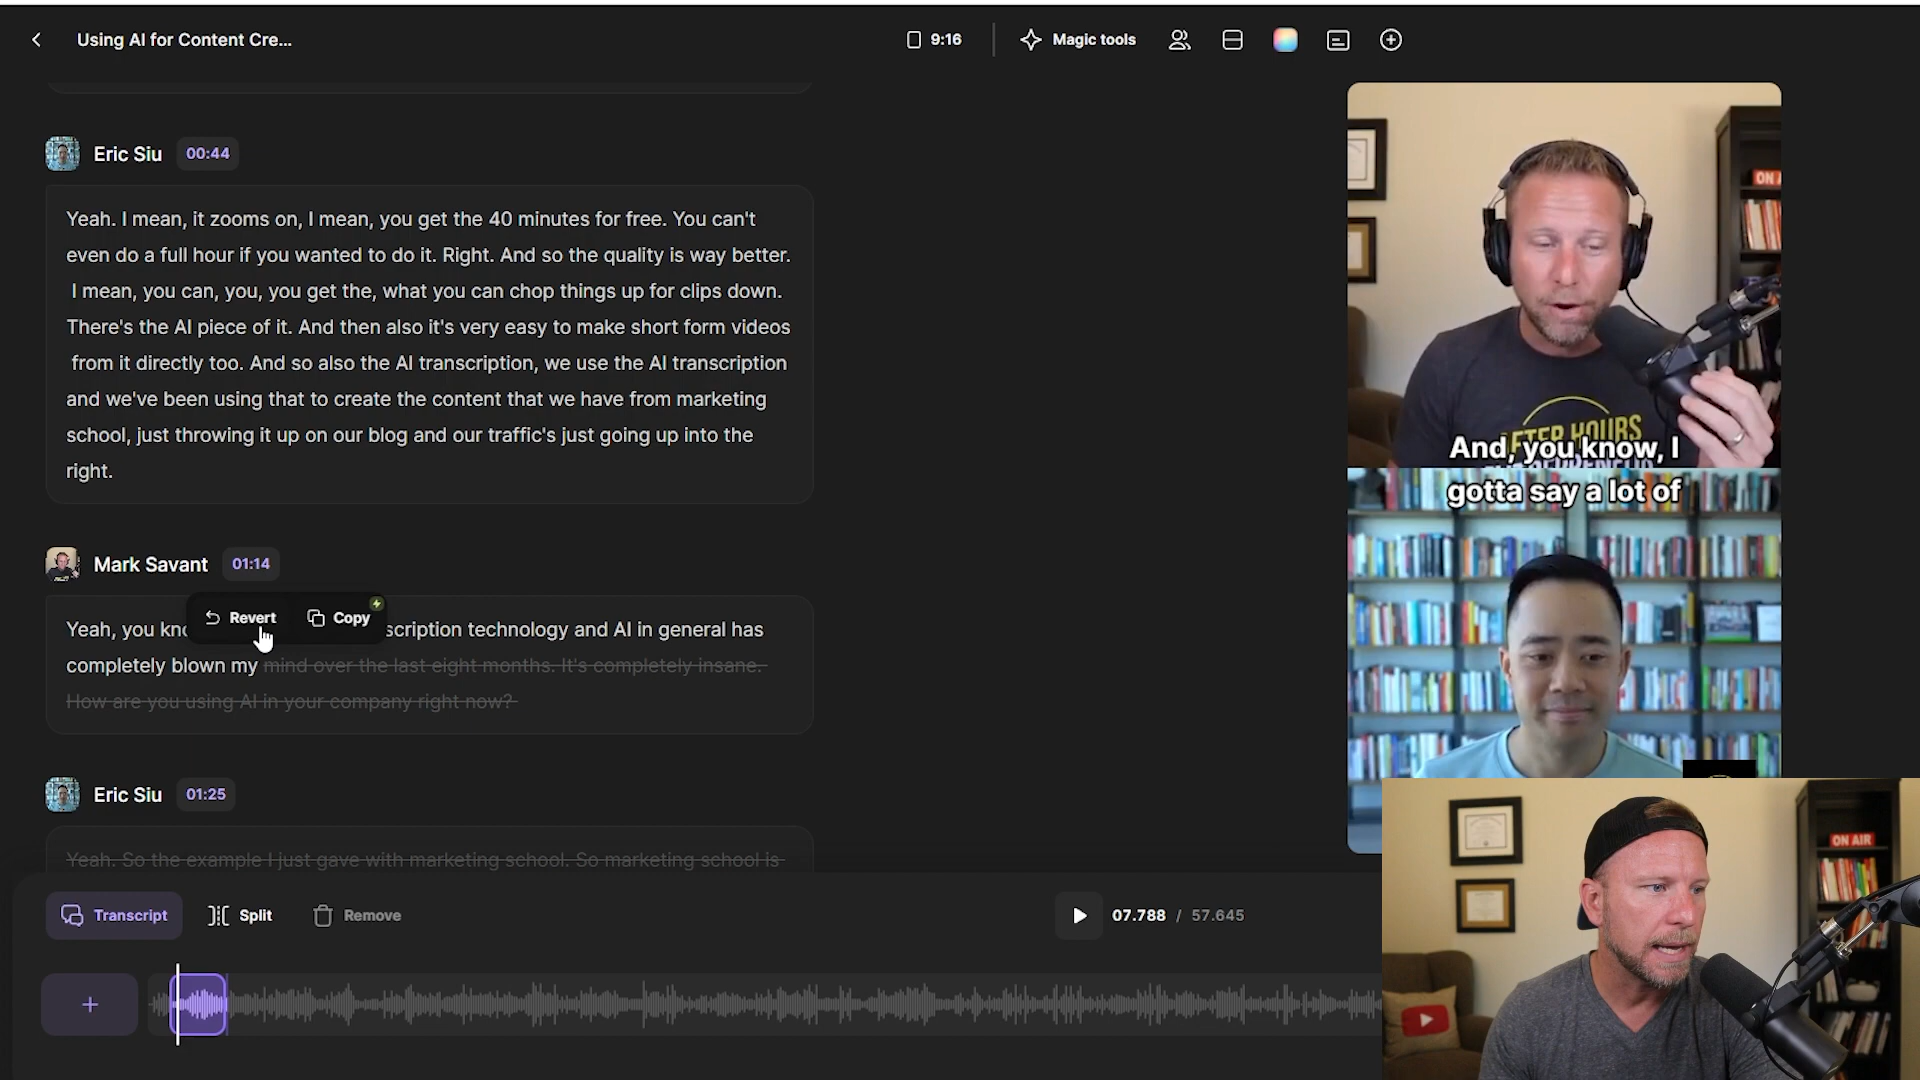 Using AI for Content Cre...
9:16
Magic tools
Eric Siu 00:44
Yeah. I mean, it zooms on, I mean, you get the 40 minutes for free. You can't
even do a full hour if you wanted to do it. Right. And so the quality is way better.
I mean, you can, you, you get the, what you can chop things up for clips down.
There's the AI piece of it. And then also it's very easy to make short form videos
from it directly too. And so also the AI transcription, we use the AI transcription
and we've been using that to create the content that we have from marketing
school, just throwing it up on our blog and our traffic's just going up into the
right.
Mark Savant 01:14
Revert Copy
Yeah, you kno scription technology and AI in general has
completely blown my mind over the last eight months. It's completely insane.
How are you using AI in your company right now?
Eric Siu 01:25
Yeah. So the example I just gave with marketing school. So marketing school is
Transcript Split Remove
07.788 / 57.645
+
ON A
AFTER HOURS
And, you know, I
gotta say a lot of
ON AIR